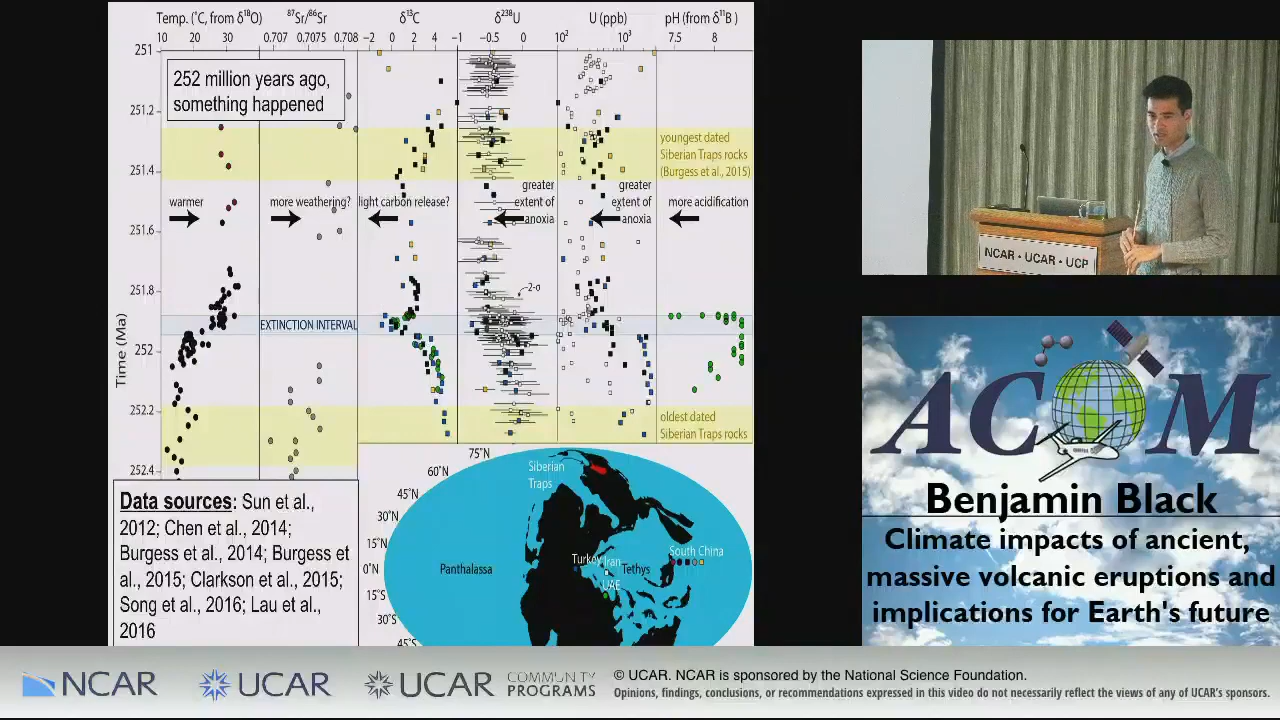 Temp. (˚C, from δ¹⁸O)
⁸⁷Sr/⁸⁶Sr
δ¹³C
δ²³⁸U
U (ppb)
pH (from δ¹¹B )
10 20 30
0.707 0.7075 0.708
−2 0 2 4
−1 −0.5 0
10² 10³
7.5 8
251
251.2
251.4
251.6
251.8
252
252.2
252.4
Time (Ma)
252 million years ago,
something happened
youngest dated
Siberian Traps rocks
(Burgess et al., 2015)
warmer
more weathering?
light carbon release?
greater
extent of
anoxia
greater
extent of
anoxia
more acidification
2-σ
EXTINCTION INTERVAL
oldest dated
Siberian Traps rocks
75˚N
60˚N
45˚N
30˚N
15˚N
0˚N
15˚S
30˚S
45˚S
Siberian
Traps
Panthalassa
Turkey
Iran
UAE
Tethys
South China
Data sources: Sun et al.,
2012; Chen et al., 2014;
Burgess et al., 2014; Burgess et
al., 2015; Clarkson et al., 2015;
Song et al., 2016; Lau et al.,
2016
NCAR • UCAR • UCP
ACOM
Benjamin Black
Climate impacts of ancient,
massive volcanic eruptions and
implications for Earth's future
NCAR
UCAR
UCAR
COMMUNITY
PROGRAMS
© UCAR. NCAR is sponsored by the National Science Foundation.
Opinions, findings, conclusions, or recommendations expressed in this video do not necessarily reflect the views of any of UCAR's sponsors.